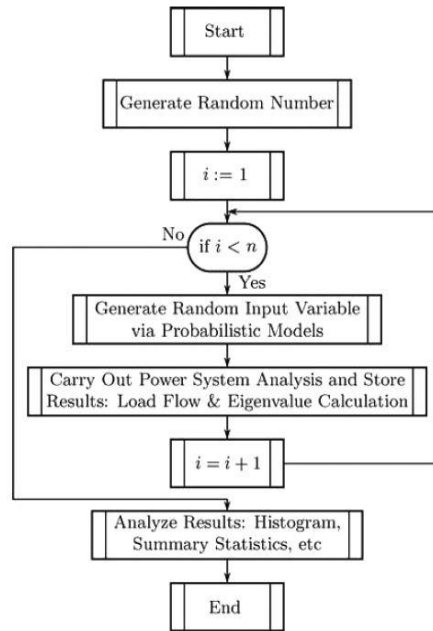 Start
Generate Random Number
i := 1
No
if i < n
Yes
Generate Random Input Variable
via Probabilistic Models
Carry Out Power System Analysis and Store
Results: Load Flow & Eigenvalue Calculation
i = i + 1
Analyze Results: Histogram,
Summary Statistics, etc
End